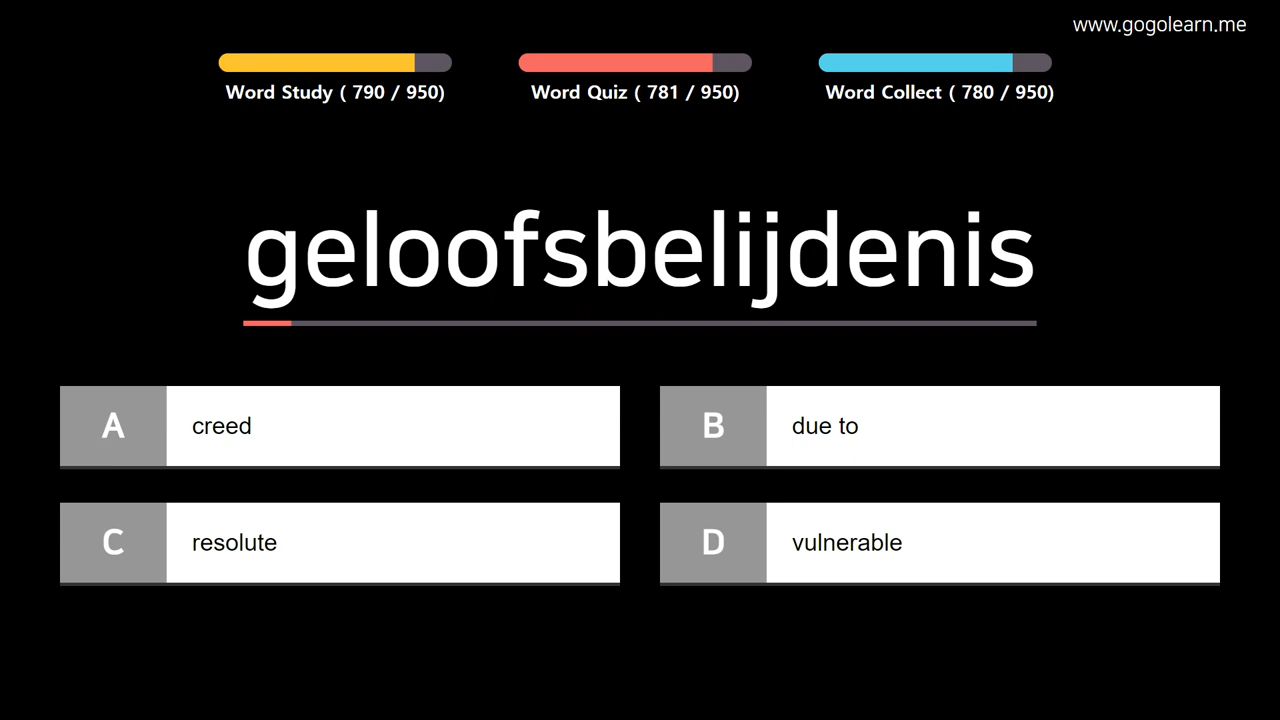 www.gogolearn.me
Word Study ( 790 / 950)
Word Quiz ( 781 / 950)
Word Collect ( 780 / 950)
geloofsbelijdenis
A creed
B due to
C resolute
D vulnerable